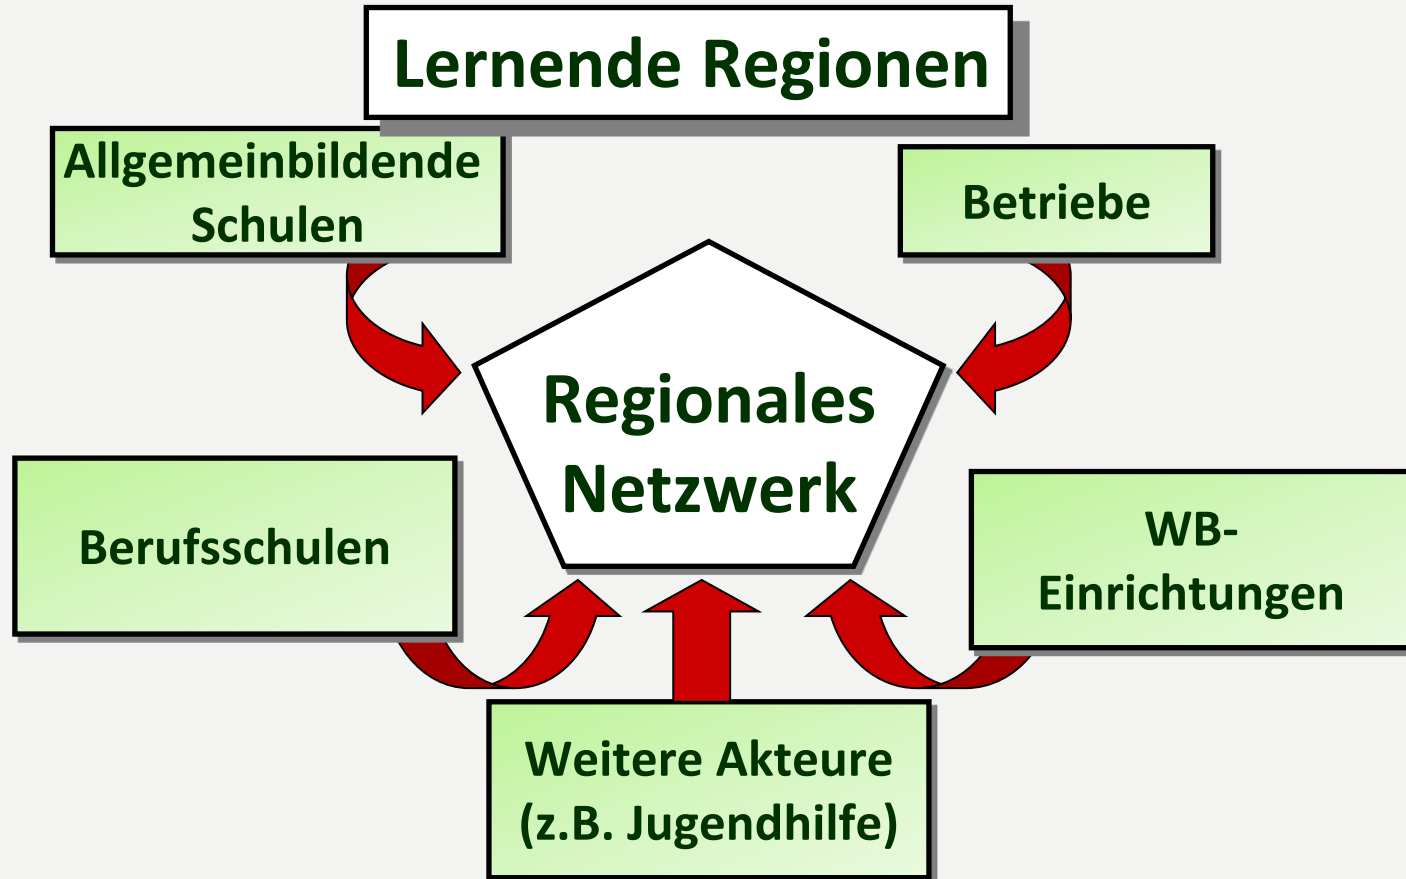 Lernende Regionen
Allgemeinbildende
Schulen
Betriebe
Regionales
Netzwerk
Berufsschulen
WB-
Einrichtungen
Weitere Akteure
(z.B. Jugendhilfe)